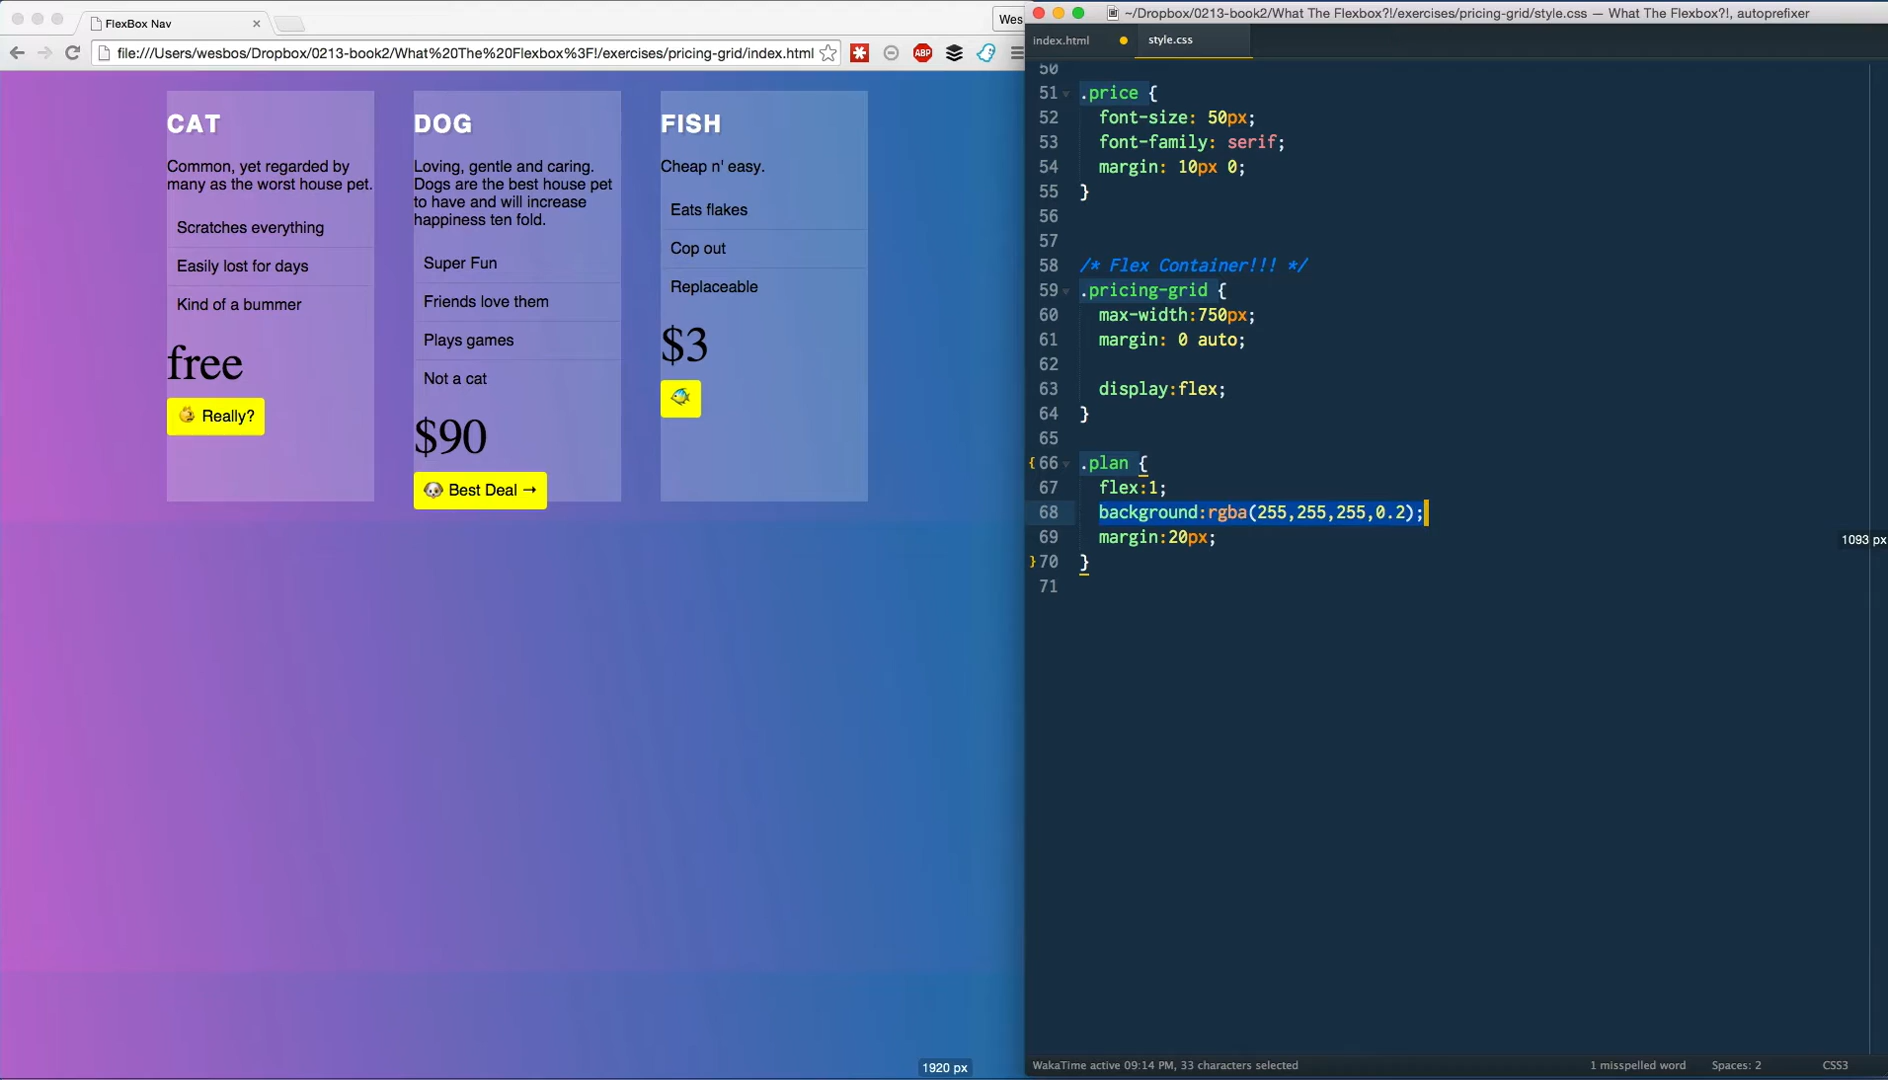 FlexBox Nav
Wes
file:///Users/wesbos/Dropbox/0213-book2/What%20The%20Flexbox%3F!/exercises/pricing-grid/index.html
ABP
CAT
Common, yet regarded by
many as the worst house pet.
Scratches everything
Easily lost for days
Kind of a bummer
free
Really?
DOG
Loving, gentle and caring.
Dogs are the best house pet
to have and will increase
happiness ten fold.
Super Fun
Friends love them
Plays games
Not a cat
$90
Best Deal →
FISH
Cheap n' easy.
Eats flakes
Cop out
Replaceable
$3
1920 px
~/Dropbox/0213-book2/What The Flexbox?!/exercises/pricing-grid/style.css — What The Flexbox?!, autoprefixer
index.html
style.css
50
51 .price {
52 font-size: 50px;
53 font-family: serif;
54 margin: 10px 0;
55 }
56
57
58 /* Flex Container!!! */
59 .pricing-grid {
60 max-width:750px;
61 margin: 0 auto;
62
63 display:flex;
64 }
65
{ 66 .plan {
67 flex:1;
68 background:rgba(255,255,255,0.2);
69 margin:20px;
} 70 }
71
1093 px
WakaTime active 09:14 PM, 33 characters selected
1 misspelled word
Spaces: 2
CSS3